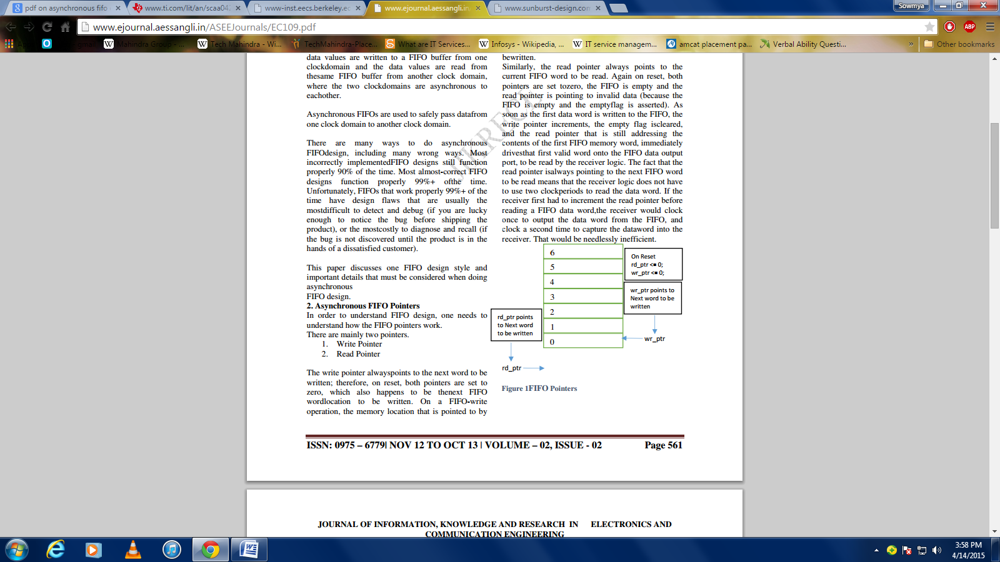 pdf on asynchronous fifo
www.ti.com/lit/an/scaa042
www-inst.eecs.berkeley.ed
www.ejournal.aessangli.in
www.sunburst-design.com
Sowmya
www.ejournal.aessangli.in/ASEEJournals/EC109.pdf
ABP
gmail
Mahindra Group - ...
Tech Mahindra - Wi...
TechMahindra-Place...
What are IT Services...
Infosys - Wikipedia, ...
IT service managem...
amcat placement pa...
Verbal Ability Questi...
»
Other bookmarks
data values are written to a FIFO buffer from one
clockdomain and the data values are read from
thesame FIFO buffer from another clock domain,
where the two clockdomains are asynchronous to
eachother.
Asynchronous FIFOs are used to safely pass datafrom
one clock domain to another clock domain.
There are many ways to do asynchronous
FIFOdesign, including many wrong ways. Most
incorrectly implementedFIFO designs still function
properly 90% of the time. Most almost-correct FIFO
designs function properly 99%+ ofthe time.
Unfortunately, FIFOs that work properly 99%+ of the
time have design flaws that are usually the
mostdifficult to detect and debug (if you are lucky
enough to notice the bug before shipping the
product), or the mostcostly to diagnose and recall (if
the bug is not discovered until the product is in the
hands of a dissatisfied customer).
This paper discusses one FIFO design style and
important details that must be considered when doing
asynchronous
FIFO design.
2. Asynchronous FIFO Pointers
In order to understand FIFO design, one needs to
understand how the FIFO pointers work.
There are mainly two pointers.
1. Write Pointer
2. Read Pointer
The write pointer alwayspoints to the next word to be
written; therefore, on reset, both pointers are set to
zero, which also happens to be thenext FIFO
wordlocation to be written. On a FIFO-write
operation, the memory location that is pointed to by
bewritten.
Similarly, the read pointer always points to the
current FIFO word to be read. Again on reset, both
pointers are set tozero, the FIFO is empty and the
read pointer is pointing to invalid data (because the
FIFO is empty and the emptyflag is asserted). As
soon as the first data word is written to the FIFO, the
write pointer increments, the empty flag iscleared,
and the read pointer that is still addressing the
contents of the first FIFO memory word, immediately
drivesthat first valid word onto the FIFO data output
port, to be read by the receiver logic. The fact that the
read pointer isalways pointing to the next FIFO word
to be read means that the receiver logic does not have
to use two clockperiods to read the data word. If the
receiver first had to increment the read pointer before
reading a FIFO data word,the receiver would clock
once to output the data word from the FIFO, and
clock a second time to capture the dataword into the
receiver. That would be needlessly inefficient.
JIKRECE
6
5
4
3
2
1
0
On Reset
rd_ptr <= 0;
wr_ptr <= 0;
wr_ptr points to
Next word to be
written
wr_ptr
rd_ptr points
to Next word
to be written
rd_ptr
Figure 1FIFO Pointers
ISSN: 0975 – 6779| NOV 12 TO OCT 13 | VOLUME – 02, ISSUE - 02
Page 561
JOURNAL OF INFORMATION, KNOWLEDGE AND RESEARCH IN ELECTRONICS AND
COMMUNICATION ENGINEERING
3:58 PM
4/14/2015